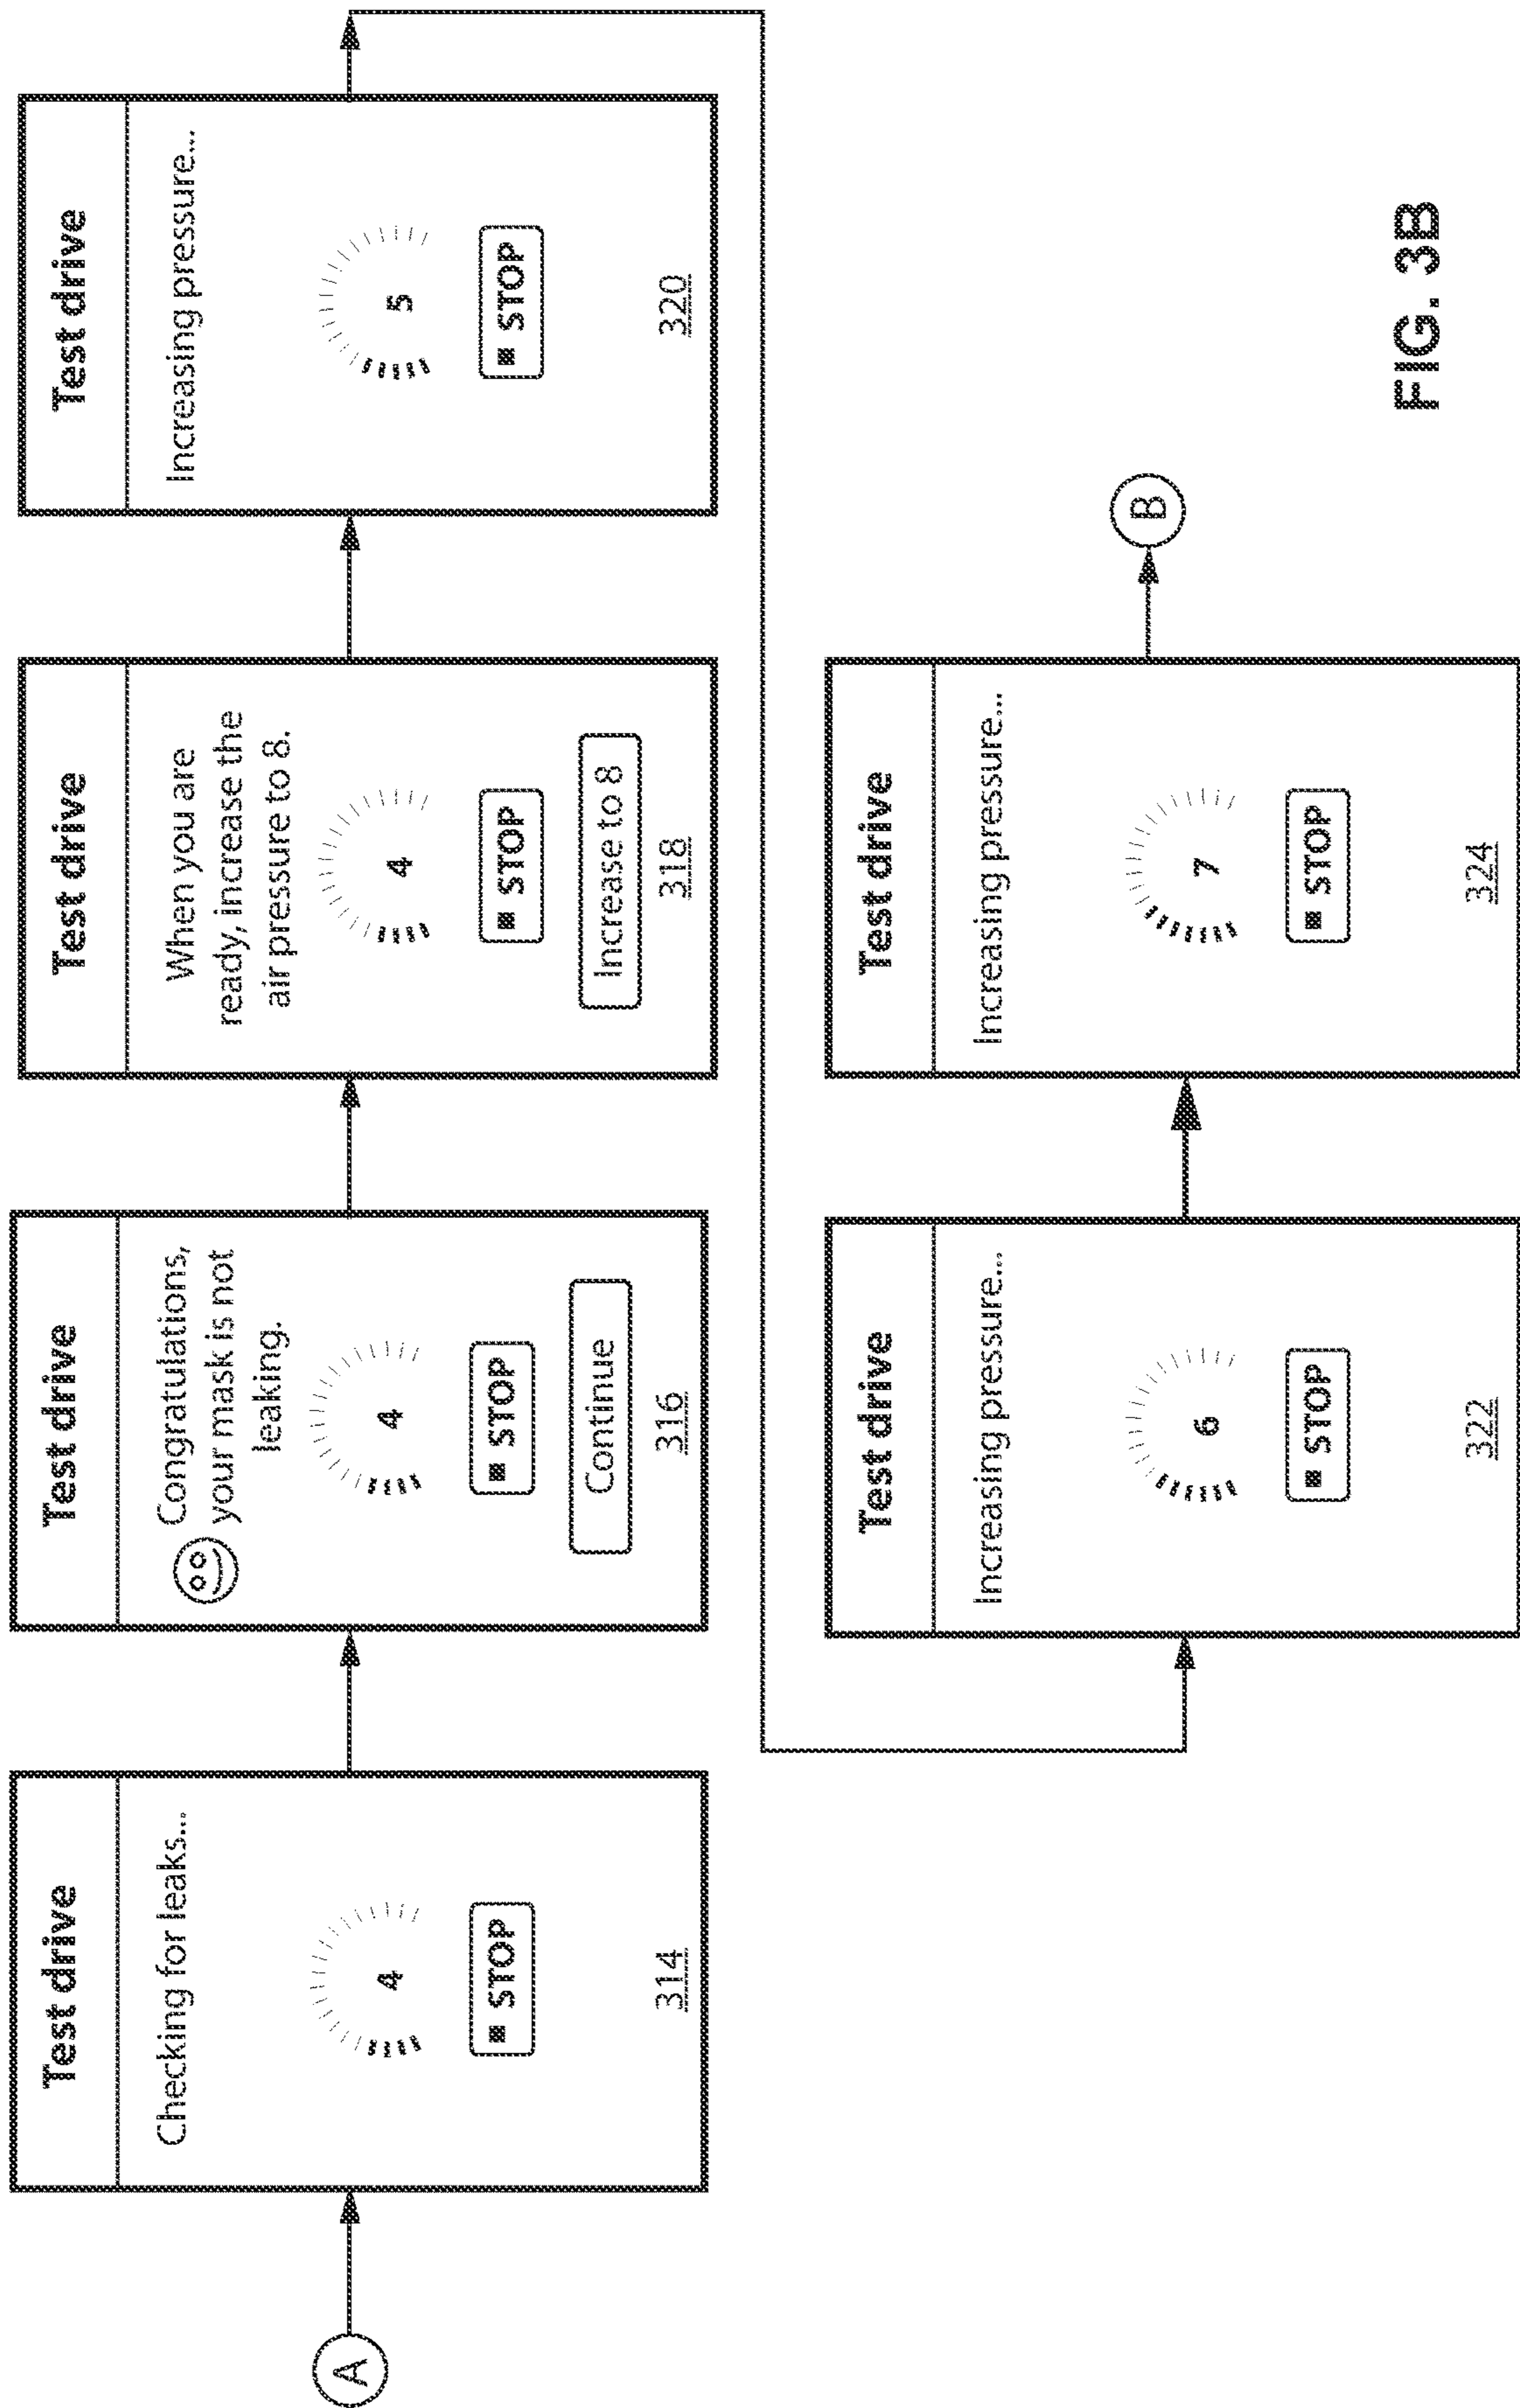 A
Test drive
Checking for leaks...
4
■ STOP
314
Test drive
Congratulations,
your mask is not
leaking.
4
■ STOP
Continue
316
Test drive
When you are
ready, increase the
air pressure to 8.
4
■ STOP
Increase to 8
318
Test drive
Increasing pressure...
5
■ STOP
320
Test drive
Increasing pressure...
6
■ STOP
322
Test drive
Increasing pressure...
7
■ STOP
324
B
FIG. 3B